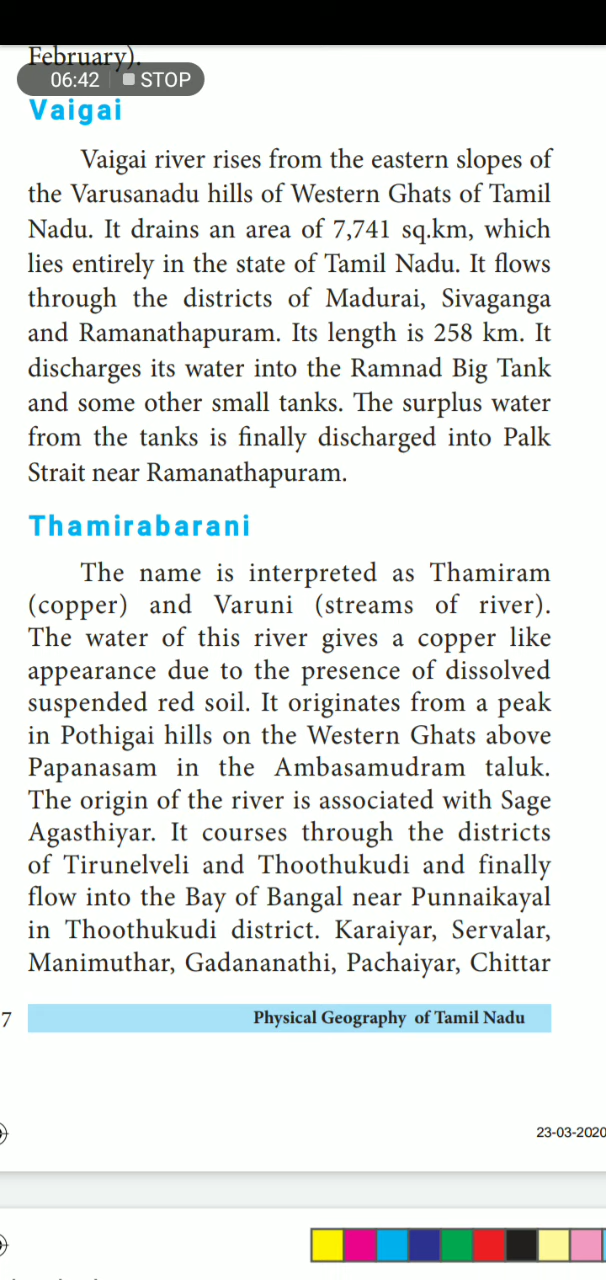 February).
06:42 STOP
Vaigai
Vaigai river rises from the eastern slopes of
the Varusanadu hills of Western Ghats of Tamil
Nadu. It drains an area of 7,741 sq.km, which
lies entirely in the state of Tamil Nadu. It flows
through the districts of Madurai, Sivaganga
and Ramanathapuram. Its length is 258 km. It
discharges its water into the Ramnad Big Tank
and some other small tanks. The surplus water
from the tanks is finally discharged into Palk
Strait near Ramanathapuram.
Thamirabarani
The name is interpreted as Thamiram
(copper) and Varuni (streams of river).
The water of this river gives a copper like
appearance due to the presence of dissolved
suspended red soil. It originates from a peak
in Pothigai hills on the Western Ghats above
Papanasam in the Ambasamudram taluk.
The origin of the river is associated with Sage
Agasthiyar. It courses through the districts
of Tirunelveli and Thoothukudi and finally
flow into the Bay of Bangal near Punnaikayal
in Thoothukudi district. Karaiyar, Servalar,
Manimuthar, Gadananathi, Pachaiyar, Chittar
7 Physical Geography of Tamil Nadu
23-03-2020